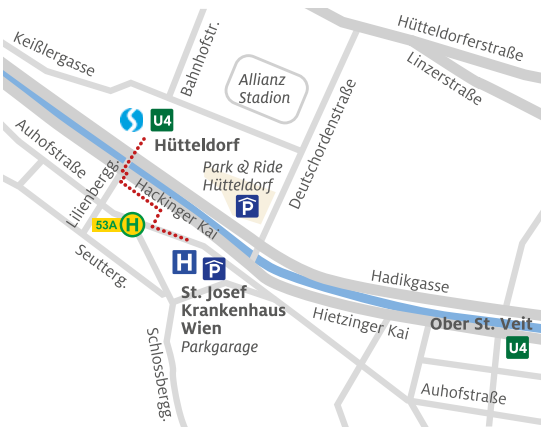 Keißlergasse
Bahnhofstr.
Hütteldorferstraße
Linzerstraße
Allianz
Stadion
U4
Hütteldorf
Auhofstraße
Park & Ride
Hütteldorf
P
Deutschordenstraße
Lilienbergg.
Hackinger Kai
53A H
Seutterg.
H P
St. Josef
Krankenhaus
Wien
Parkgarage
Hadikgasse
Hietzinger Kai
Ober St. Veit
U4
Schlossbergg.
Auhofstraße